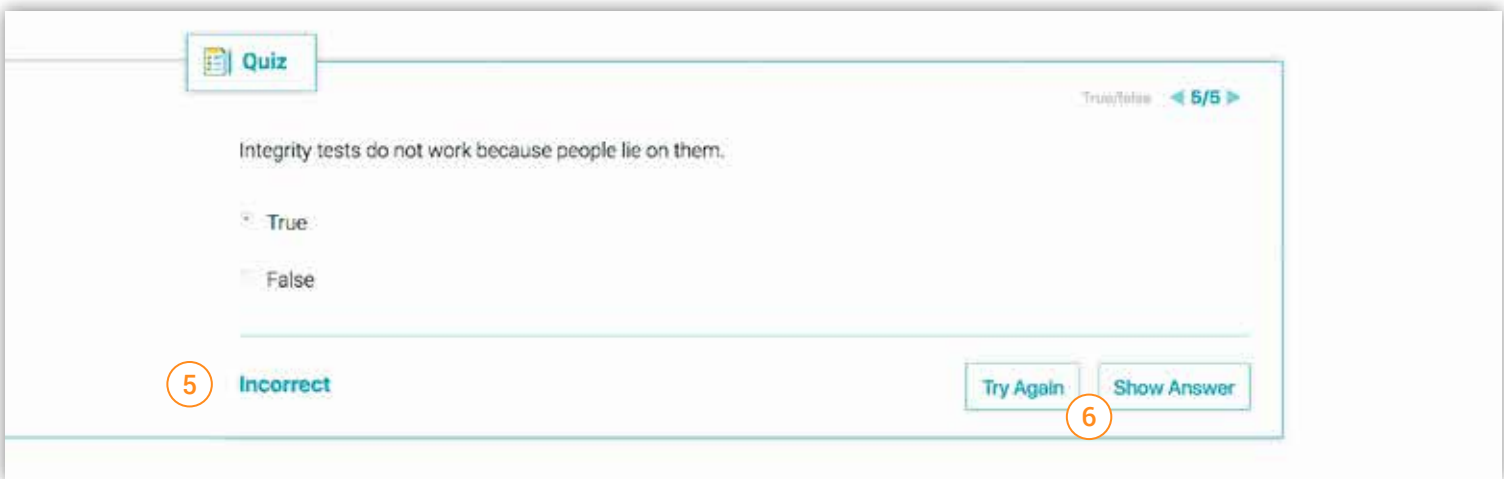 Quiz
True/false 5/5
Integrity tests do not work because people lie on them.
True
False
5 Incorrect
Try Again Show Answer
6